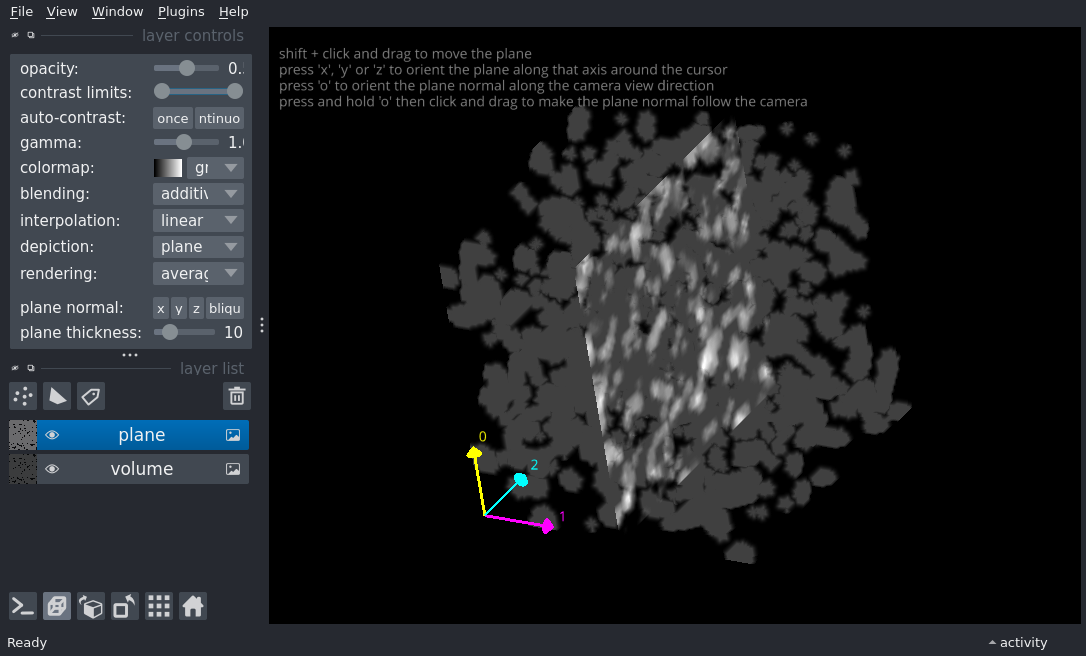 File View Window Plugins Help
layer controls
opacity: 0.
contrast limits:
auto-contrast: once ntinuo
gamma: 1.
colormap: gr
blending: additiv
interpolation: linear
depiction: plane
rendering: averag
plane normal: x y z bliqu
plane thickness: 10
layer list
plane
volume
shift + click and drag to move the plane
press 'x', 'y' or 'z' to orient the plane along that axis around the cursor
press 'o' to orient the plane normal along the camera view direction
press and hold 'o' then click and drag to make the plane normal follow the camera
0
2
1
Ready
activity